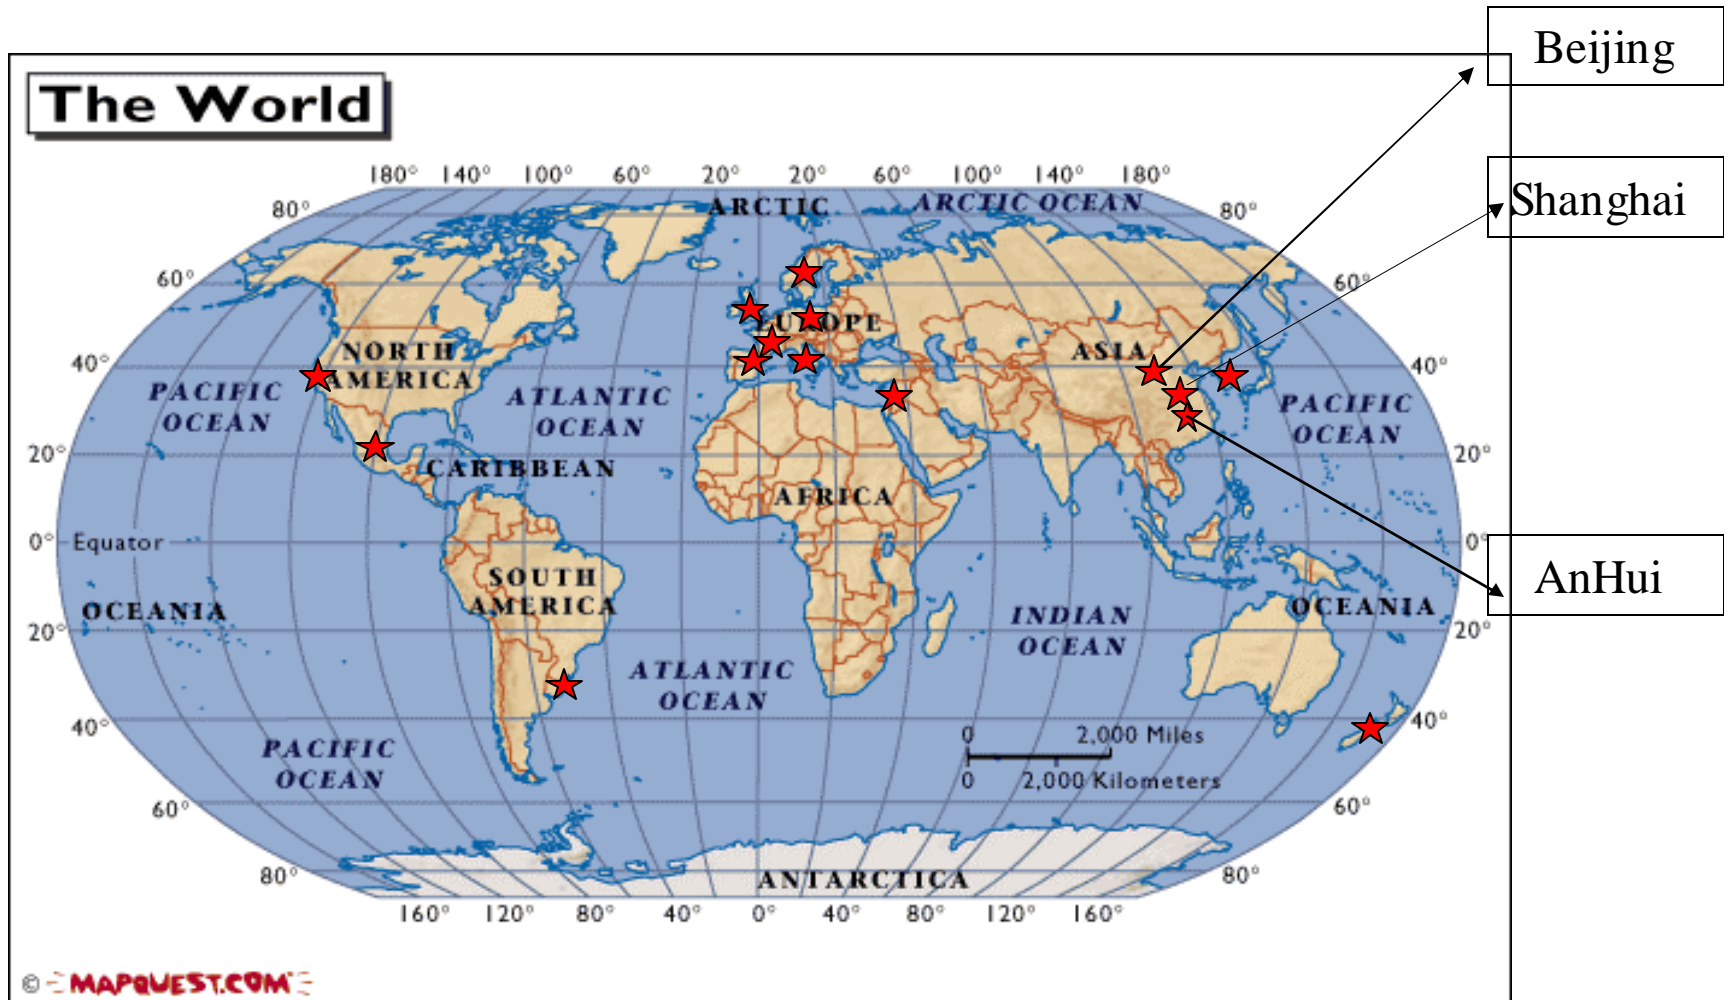 Beijing
The World
Shanghai
180° 140° 100° 60° 20° 20° 60° 100° 140° 180°
80° ARCTIC ARCTIC OCEAN 80°
60° 60°
EUROPE
NORTH
AMERICA
ASIA
40° 40°
PACIFIC
OCEAN
ATLANTIC
OCEAN
PACIFIC
OCEAN
20° CARIBBEAN 20°
AFRICA
0° Equator 0°
AnHui
SOUTH
AMERICA
OCEANIA
INDIAN
OCEAN
OCEANIA
20° 20°
ATLANTIC
OCEAN
40° 40°
PACIFIC
OCEAN
0 2,000 Miles
0 2,000 Kilometers
60° 60°
80° ANTARCTICA 80°
160° 120° 80° 40° 0° 40° 80° 120° 160°
© MAPQUEST.COM